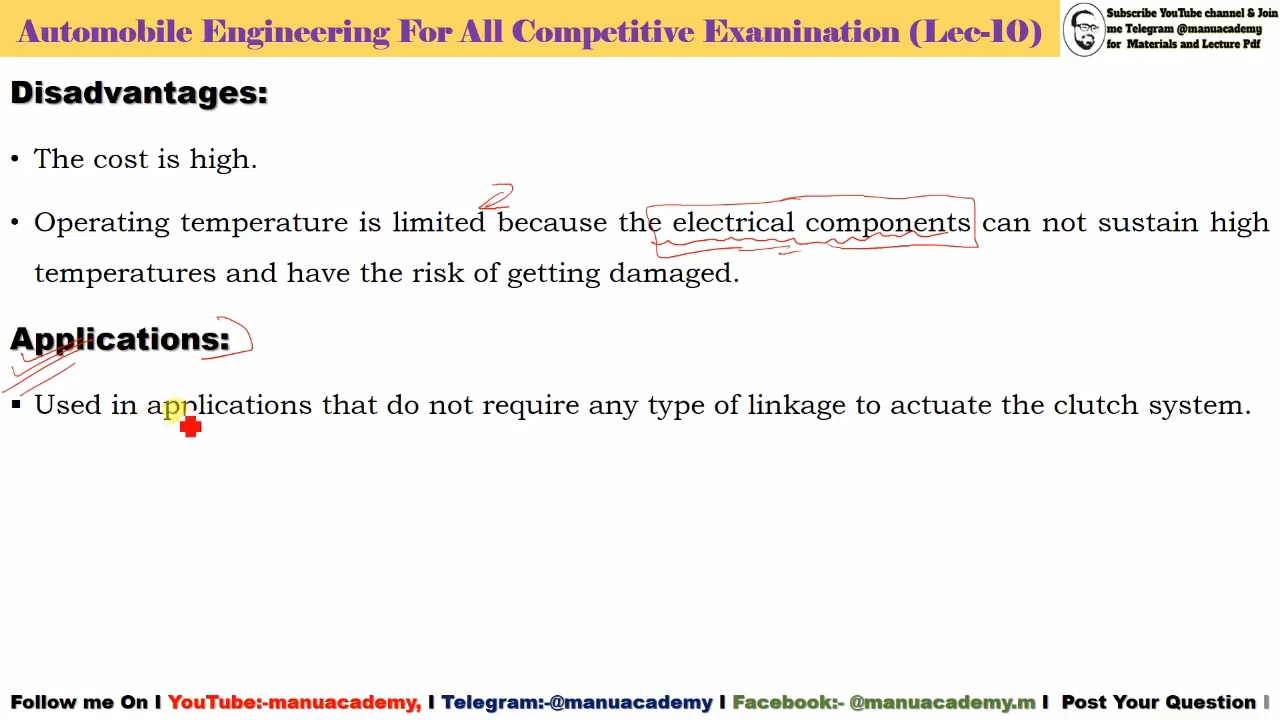 Automobile Engineering For All Competitive Examination (Lec-10)
Subscribe YouTube channel & Join
me Telegram @manuacademy
for Materials and Lecture Pdf
Disadvantages:
• The cost is high.
• Operating temperature is limited because the electrical components can not sustain high
temperatures and have the risk of getting damaged.
Applications:
▪ Used in applications that do not require any type of linkage to actuate the clutch system.
Follow me On I YouTube:-manuacademy, I Telegram:-@manuacademy I Facebook:- @manuacademy.m I Post Your Question I